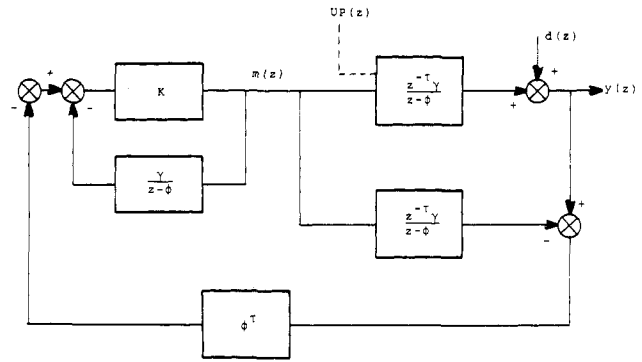 UP(z)
d(z)
+
-
+
-
K
m(z)
z^{-τ}γ
z-ϕ
+
+
y(z)
γ
z-ϕ
z^{-τ}γ
z-ϕ
+
-
ϕ^τ